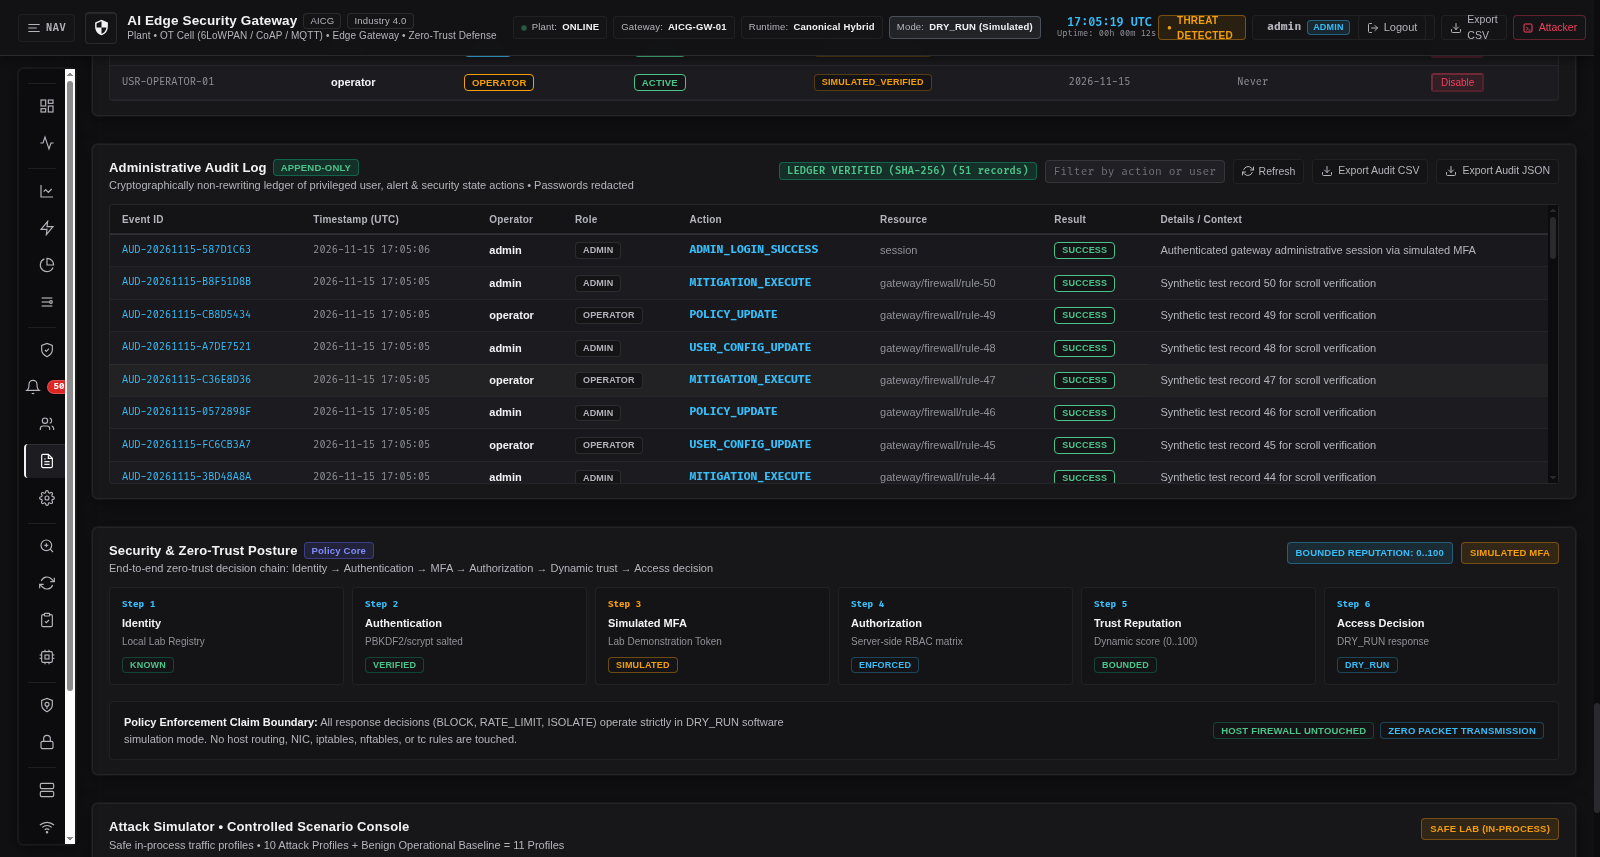 NAV
AI Edge Security Gateway AICG Industry 4.0
Plant • OT Cell (6LoWPAN / CoAP / MQTT) • Edge Gateway • Zero-Trust Defense
Plant: ONLINE
Gateway: AICG-GW-01
Runtime: Canonical Hybrid
Mode: DRY_RUN (Simulated)
17:05:19 UTC
Uptime: 00h 00m 12s
THREAT
DETECTED
admin ADMIN
Logout
Export
CSV
Attacker
USR-OPERATOR-01 operator OPERATOR ACTIVE SIMULATED_VERIFIED 2026-11-15 Never Disable
50
Administrative Audit Log APPEND-ONLY
Cryptographically non-rewriting ledger of privileged user, alert & security state actions • Passwords redacted
LEDGER VERIFIED (SHA-256) (51 records)
Filter by action or user
Refresh
Export Audit CSV
Export Audit JSON
Event ID Timestamp (UTC) Operator Role Action Resource Result Details / Context
AUD-20261115-587D1C63 2026-11-15 17:05:06 admin ADMIN ADMIN_LOGIN_SUCCESS session SUCCESS Authenticated gateway administrative session via simulated MFA
AUD-20261115-B8F51D8B 2026-11-15 17:05:05 admin ADMIN MITIGATION_EXECUTE gateway/firewall/rule-50 SUCCESS Synthetic test record 50 for scroll verification
AUD-20261115-CB8D5434 2026-11-15 17:05:05 operator OPERATOR POLICY_UPDATE gateway/firewall/rule-49 SUCCESS Synthetic test record 49 for scroll verification
AUD-20261115-A7DE7521 2026-11-15 17:05:05 admin ADMIN USER_CONFIG_UPDATE gateway/firewall/rule-48 SUCCESS Synthetic test record 48 for scroll verification
AUD-20261115-C36E8D36 2026-11-15 17:05:05 operator OPERATOR MITIGATION_EXECUTE gateway/firewall/rule-47 SUCCESS Synthetic test record 47 for scroll verification
AUD-20261115-0572898F 2026-11-15 17:05:05 admin ADMIN POLICY_UPDATE gateway/firewall/rule-46 SUCCESS Synthetic test record 46 for scroll verification
AUD-20261115-FC6CB3A7 2026-11-15 17:05:05 operator OPERATOR USER_CONFIG_UPDATE gateway/firewall/rule-45 SUCCESS Synthetic test record 45 for scroll verification
AUD-20261115-3BD48A8A 2026-11-15 17:05:05 admin ADMIN MITIGATION_EXECUTE gateway/firewall/rule-44 SUCCESS Synthetic test record 44 for scroll verification
Security & Zero-Trust Posture Policy Core
End-to-end zero-trust decision chain: Identity → Authentication → MFA → Authorization → Dynamic trust → Access decision
BOUNDED REPUTATION: 0..100
SIMULATED MFA
Step 1
Identity
Local Lab Registry
KNOWN
Step 2
Authentication
PBKDF2/scrypt salted
VERIFIED
Step 3
Simulated MFA
Lab Demonstration Token
SIMULATED
Step 4
Authorization
Server-side RBAC matrix
ENFORCED
Step 5
Trust Reputation
Dynamic score (0..100)
BOUNDED
Step 6
Access Decision
DRY_RUN response
DRY_RUN
Policy Enforcement Claim Boundary: All response decisions (BLOCK, RATE_LIMIT, ISOLATE) operate strictly in DRY_RUN software
simulation mode. No host routing, NIC, iptables, nftables, or tc rules are touched.
HOST FIREWALL UNTOUCHED
ZERO PACKET TRANSMISSION
Attack Simulator • Controlled Scenario Console
Safe in-process traffic profiles • 10 Attack Profiles + Benign Operational Baseline = 11 Profiles
SAFE LAB (IN-PROCESS)